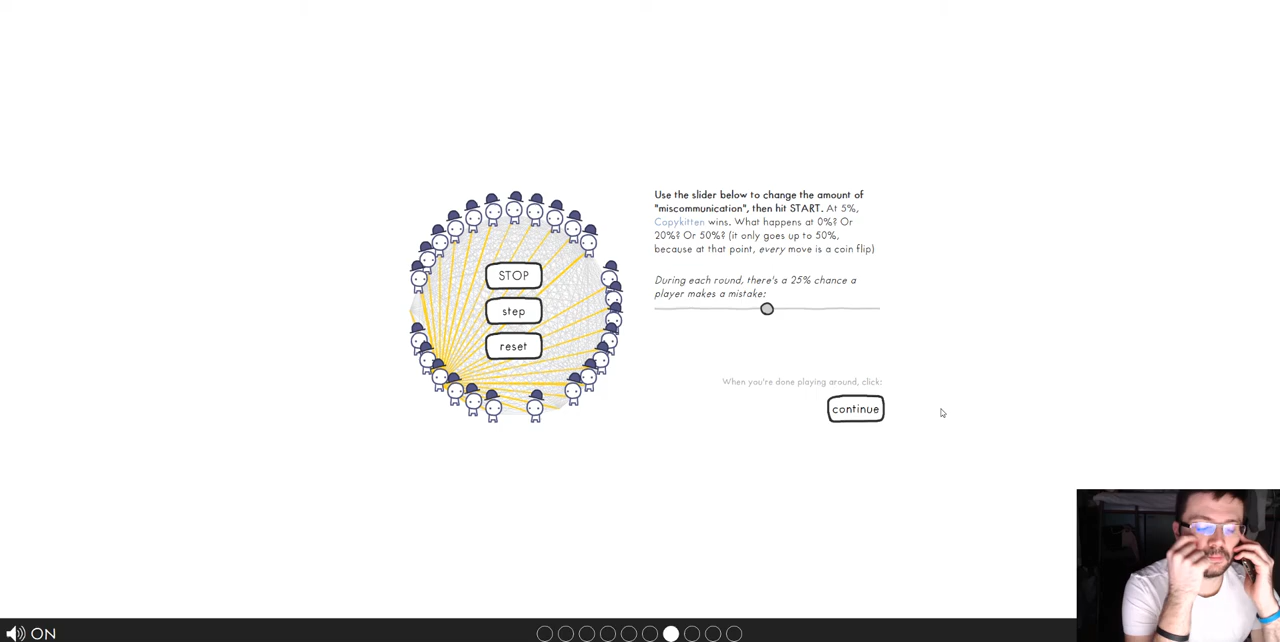 Use the slider below to change the amount of
"miscommunication", then hit START. At 5%,
Copykitten wins. What happens at 0%? Or
20%? Or 50%? (it only goes up to 50%,
because at that point, every move is a coin flip)
During each round, there's a 25% chance a
player makes a mistake:
STOP
step
reset
When you're done playing around, click:
continue
ON